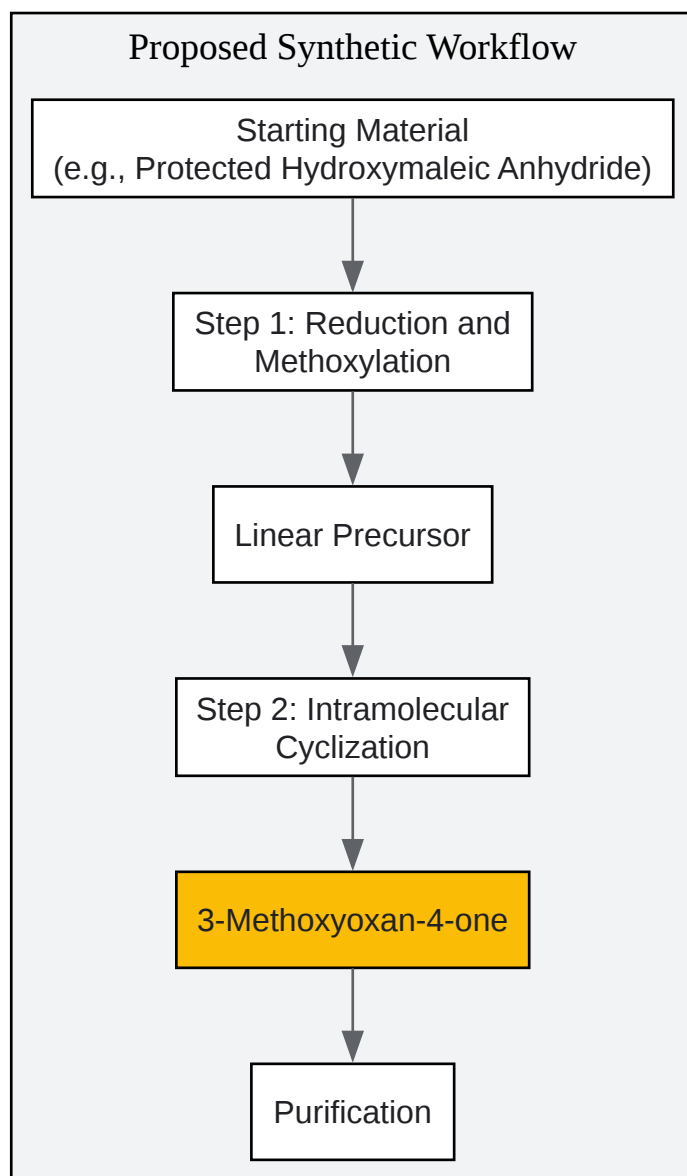 Proposed Synthetic Workflow
Starting Material
(e.g., Protected Hydroxymaleic Anhydride)
Step 1: Reduction and
Methoxylation
Linear Precursor
Step 2: Intramolecular
Cyclization
3-Methoxyoxan-4-one
Purification